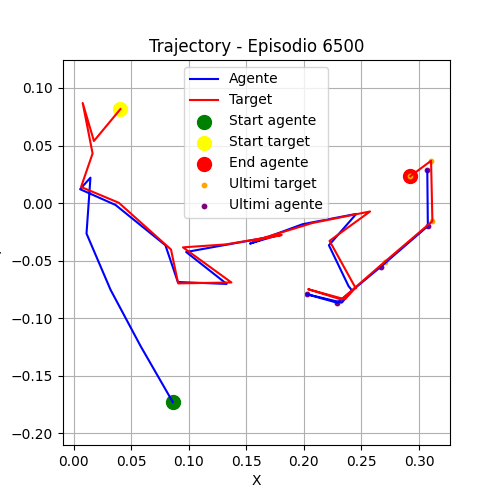 Trajectory - Episodio 6500
Agente
Target
Start agente
Start target
End agente
Ultimi target
Ultimi agente
0.10
0.05
0.00
−0.05
−0.10
−0.15
−0.20
0.00 0.05 0.10 0.15 0.20 0.25 0.30
X